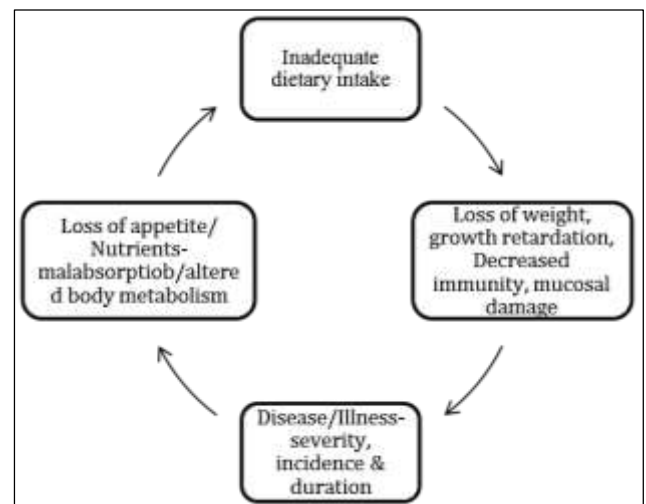 Inadequate
dietary intake
Loss of weight,
growth retardation,
Decreased
immunity, mucosal
damage
Disease/Illness-
severity,
incidence &
duration
Loss of appetite/
Nutrients-
malabsorptiob/altere
d body metabolism